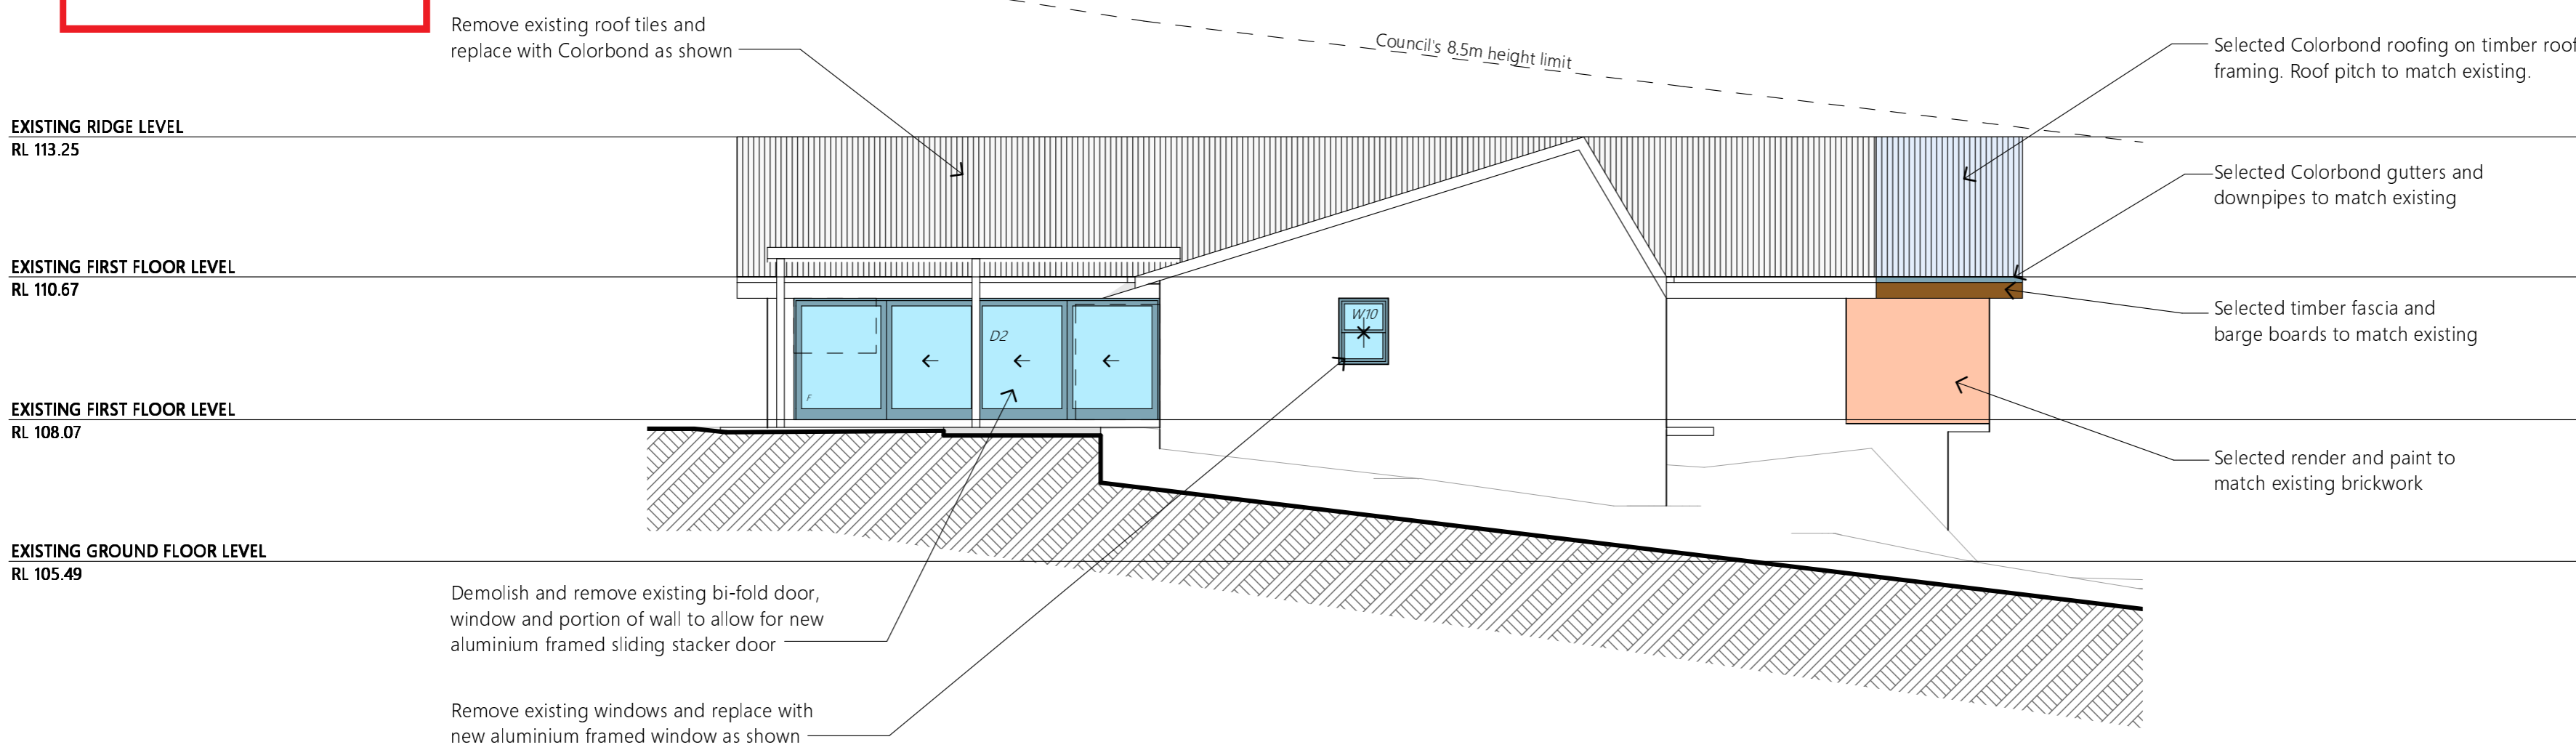 Remove existing roof tiles and
replace with Colorbond as shown
Council's 8.5m height limit
Selected Colorbond roofing on timber roof
framing. Roof pitch to match existing.
EXISTING RIDGE LEVEL
RL 113.25
Selected Colorbond gutters and
downpipes to match existing
EXISTING FIRST FLOOR LEVEL
RL 110.67
Selected timber fascia and
barge boards to match existing
W10
D2
F
EXISTING FIRST FLOOR LEVEL
RL 108.07
Selected render and paint to
match existing brickwork
EXISTING GROUND FLOOR LEVEL
RL 105.49
Demolish and remove existing bi-fold door,
window and portion of wall to allow for new
aluminium framed sliding stacker door
Remove existing windows and replace with
new aluminium framed window as shown